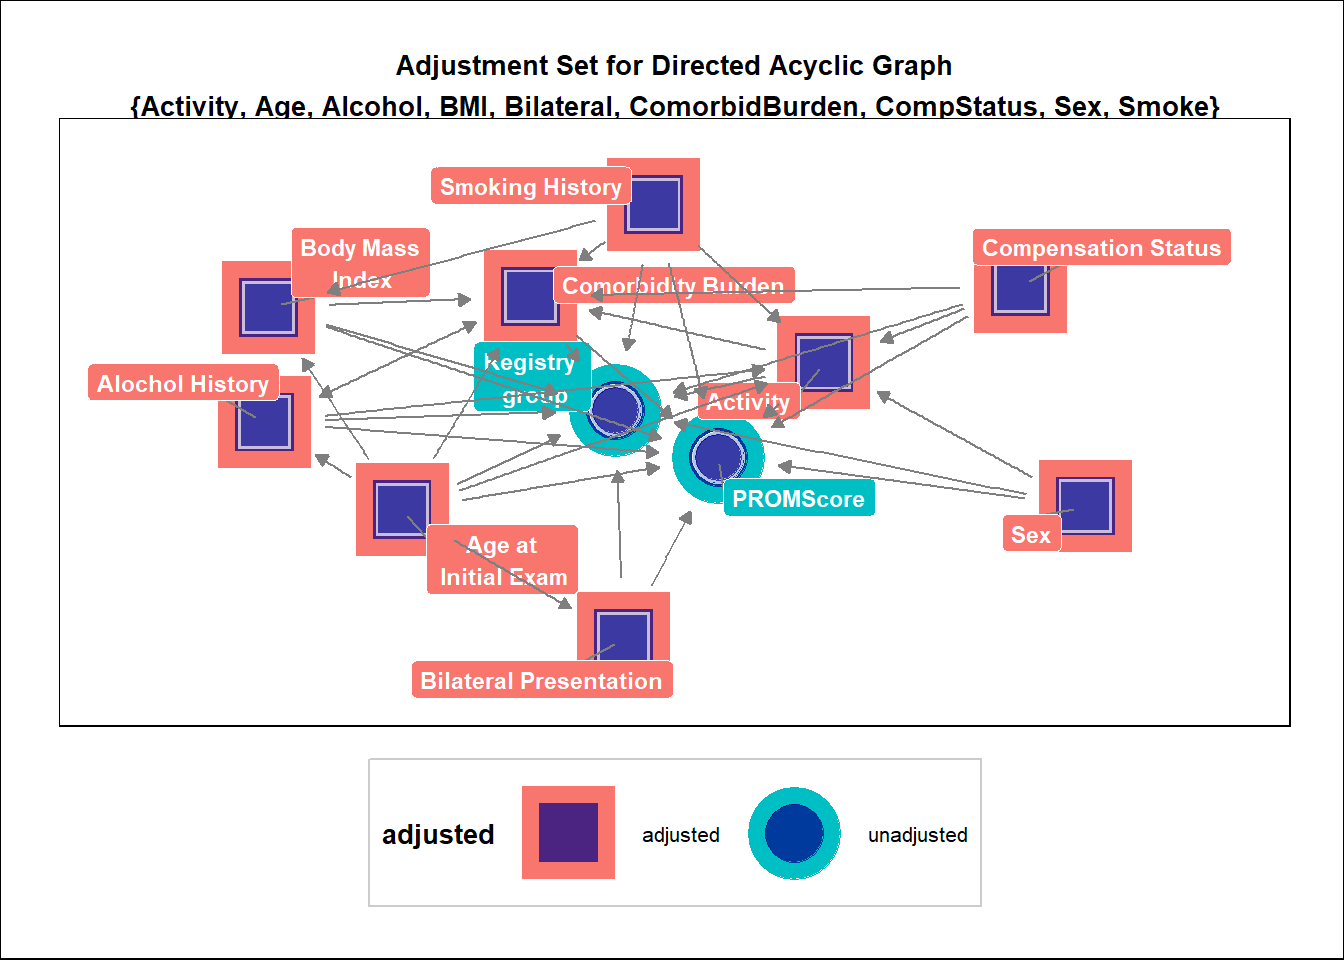 Adjustment Set for Directed Acyclic Graph
{Activity, Age, Alcohol, BMI, Bilateral, ComorbidBurden, CompStatus, Sex, Smoke}
Smoking History
Body Mass
Index
Compensation Status
Comorbidity Burden
Registry
group
Alochol History
Activity
PROMScore
Sex
Age at
Initial Exam
Bilateral Presentation
adjusted
adjusted
unadjusted